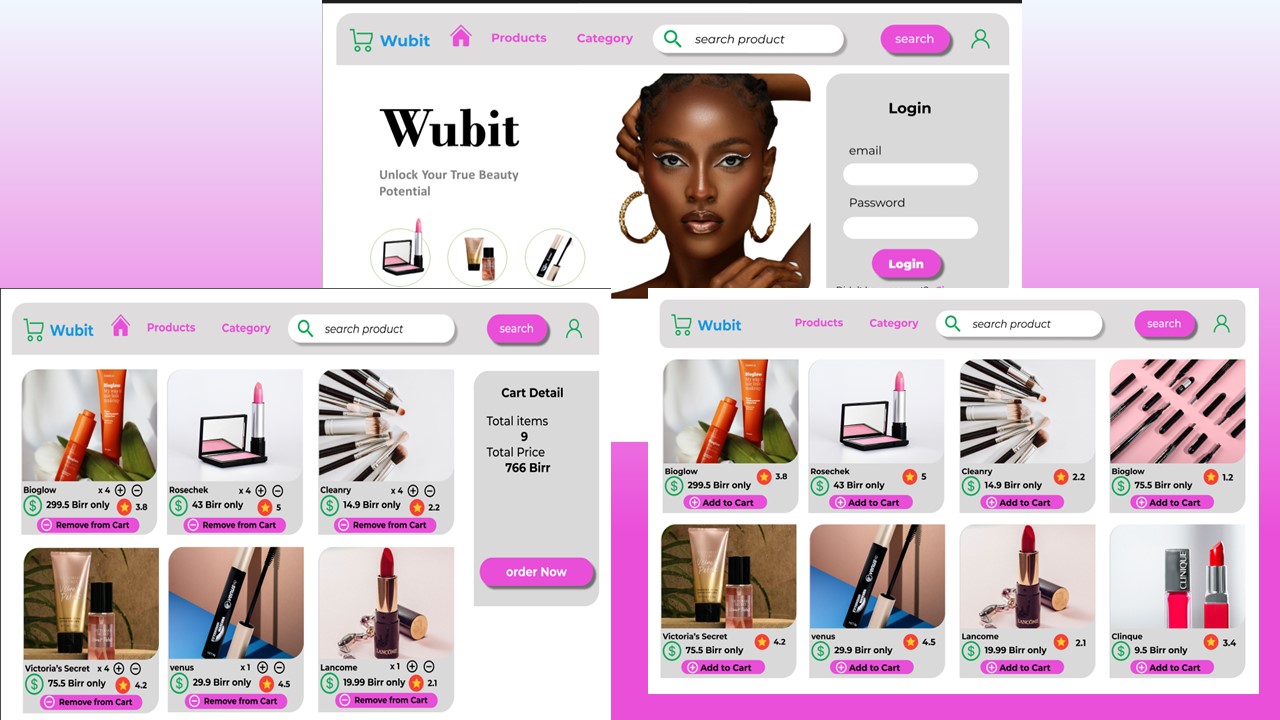 Wubit Products Category search product search
Wubit
Unlock Your True Beauty
Potential
Login
email
Password
Login
Wubit Products Category search product search
Bioglow x 4
299.5 Birr only 3.8
Remove from Cart
Rosechek x 4
43 Birr only 5
Remove from Cart
Cleanry x 4
14.9 Birr only 2.2
Remove from Cart
Victoria's Secret x 4
75.5 Birr only 4.2
Remove from Cart
venus x 1
29.9 Birr only 4.5
Remove from Cart
Lancome x 1
19.99 Birr only 2.1
Remove from Cart
Cart Detail
Total items
9
Total Price
766 Birr
order Now
Wubit Products Category search product search
Bioglow 3.8
299.5 Birr only
Add to Cart
Rosechek 5
43 Birr only
Add to Cart
Cleanry 2.2
14.9 Birr only
Add to Cart
Bioglow 1.2
75.5 Birr only
Add to Cart
Victoria's Secret 4.2
75.5 Birr only
Add to Cart
venus 4.5
29.9 Birr only
Add to Cart
Lancome 2.1
19.99 Birr only
Add to Cart
CLINIQUE
Clinque 3.4
9.5 Birr only
Add to Cart